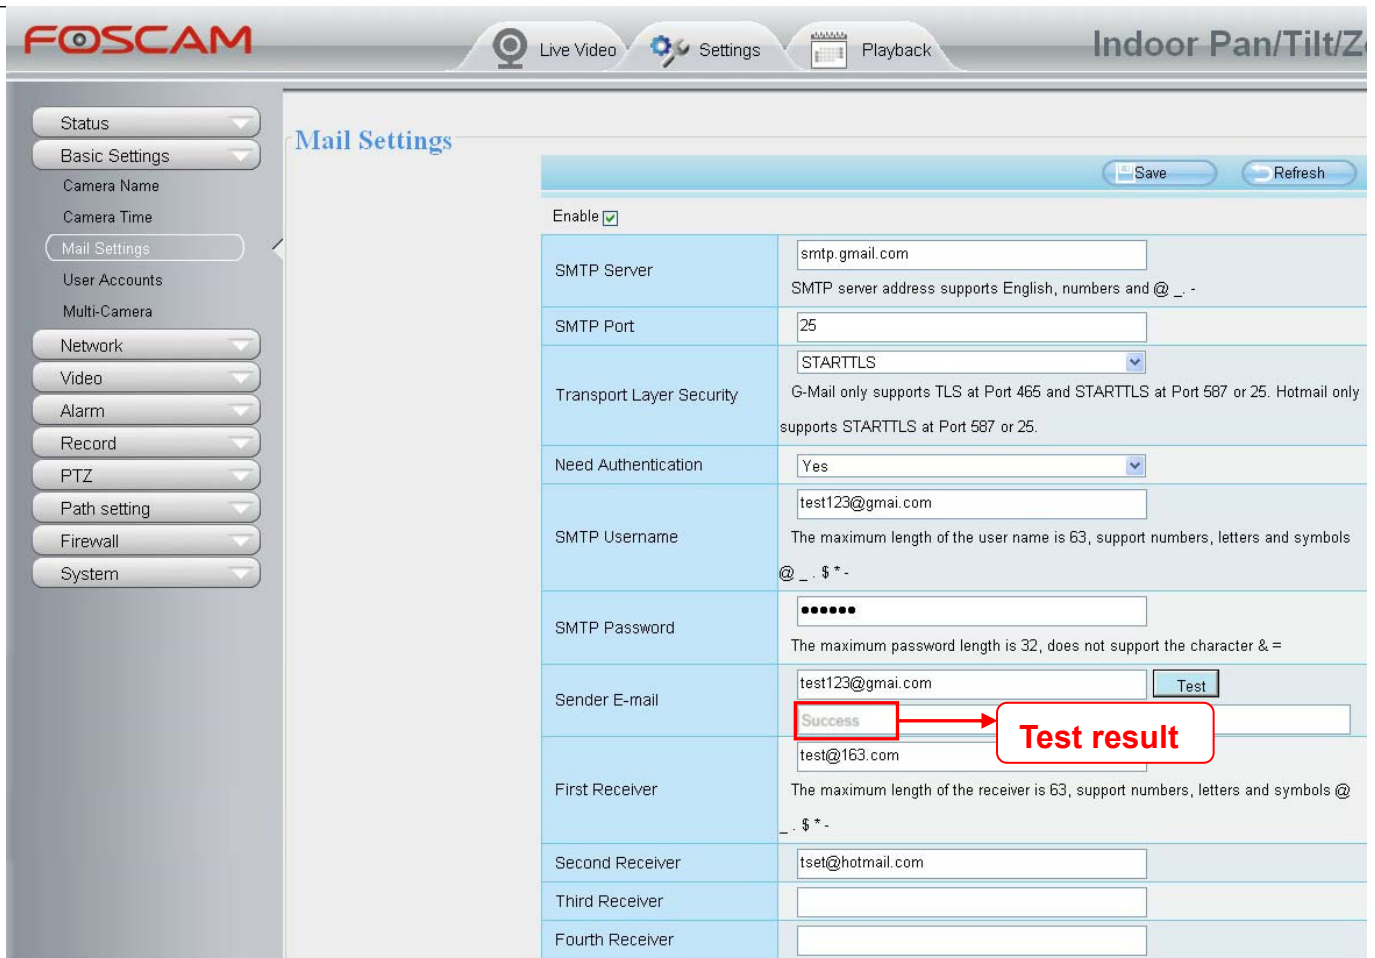 FOSCAM
Live Video
Settings
Playback
Indoor Pan/Tilt/Z
Status
Basic Settings
Camera Name
Camera Time
Mail Settings
User Accounts
Multi-Camera
Network
Video
Alarm
Record
PTZ
Path setting
Firewall
System
Mail Settings
Save
Refresh
Enable
SMTP Server
smtp.gmail.com
SMTP server address supports English, numbers and @ _ . -
SMTP Port
25
Transport Layer Security
STARTTLS
G-Mail only supports TLS at Port 465 and STARTTLS at Port 587 or 25. Hotmail only
supports STARTTLS at Port 587 or 25.
Need Authentication
Yes
SMTP Username
test123@gmai.com
The maximum length of the user name is 63, support numbers, letters and symbols
@ _ . $ * -
SMTP Password
●●●●●●
The maximum password length is 32, does not support the character & =
Sender E-mail
test123@gmai.com
Test
Success
Test result
First Receiver
test@163.com
The maximum length of the receiver is 63, support numbers, letters and symbols @
_ . $ * -
Second Receiver
tset@hotmail.com
Third Receiver
Fourth Receiver